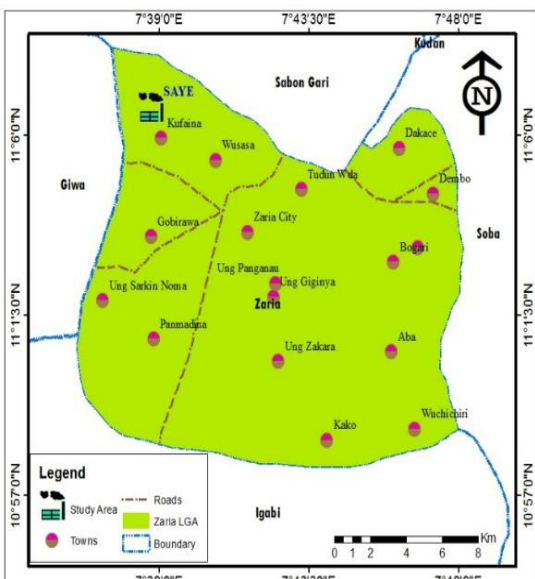 7°39'0"E 7°43'30"E 7°48'0"E
Kudan
Sabon Gari
N
SAYE
Kufaina
11°6'0"N 11°6'0"N
Dakace
Wusasa
Giwa
Tudun Wada
Dembo
Gobirawa
Zaria City
Soba
Bogari
Ung Panganau
Ung Giginya
Ung Sarkin Noma
Zaria
11°1'30"N 11°1'30"N
Panmadina
Aba
Ung Zakara
Wuchichiri
Kako
Legend
Study Area
Towns
Roads
Zaria LGA
Boundary
10°57'0"N 10°57'0"N
Igabi
Km
0 1 2 4 6 8